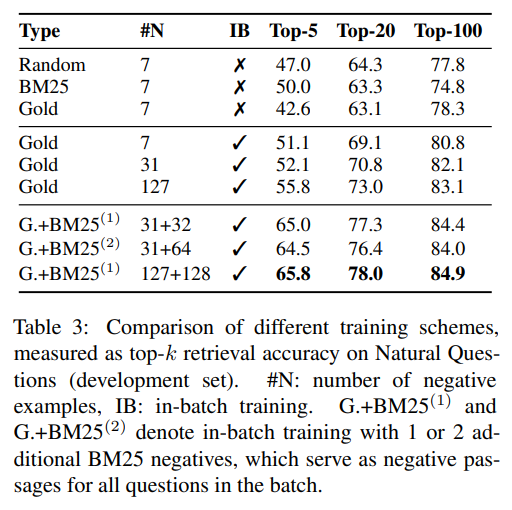 Type #N IB Top-5 Top-20 Top-100
Random 7 ✗ 47.0 64.3 77.8
BM25 7 ✗ 50.0 63.3 74.8
Gold 7 ✗ 42.6 63.1 78.3
Gold 7 ✓ 51.1 69.1 80.8
Gold 31 ✓ 52.1 70.8 82.1
Gold 127 ✓ 55.8 73.0 83.1
G.+BM25(1) 31+32 ✓ 65.0 77.3 84.4
G.+BM25(2) 31+64 ✓ 64.5 76.4 84.0
G.+BM25(1) 127+128 ✓ 65.8 78.0 84.9
Table 3: Comparison of different training schemes,
measured as top-k retrieval accuracy on Natural Ques-
tions (development set). #N: number of negative
examples, IB: in-batch training. G.+BM25(1) and
G.+BM25(2) denote in-batch training with 1 or 2 ad-
ditional BM25 negatives, which serve as negative pas-
sages for all questions in the batch.